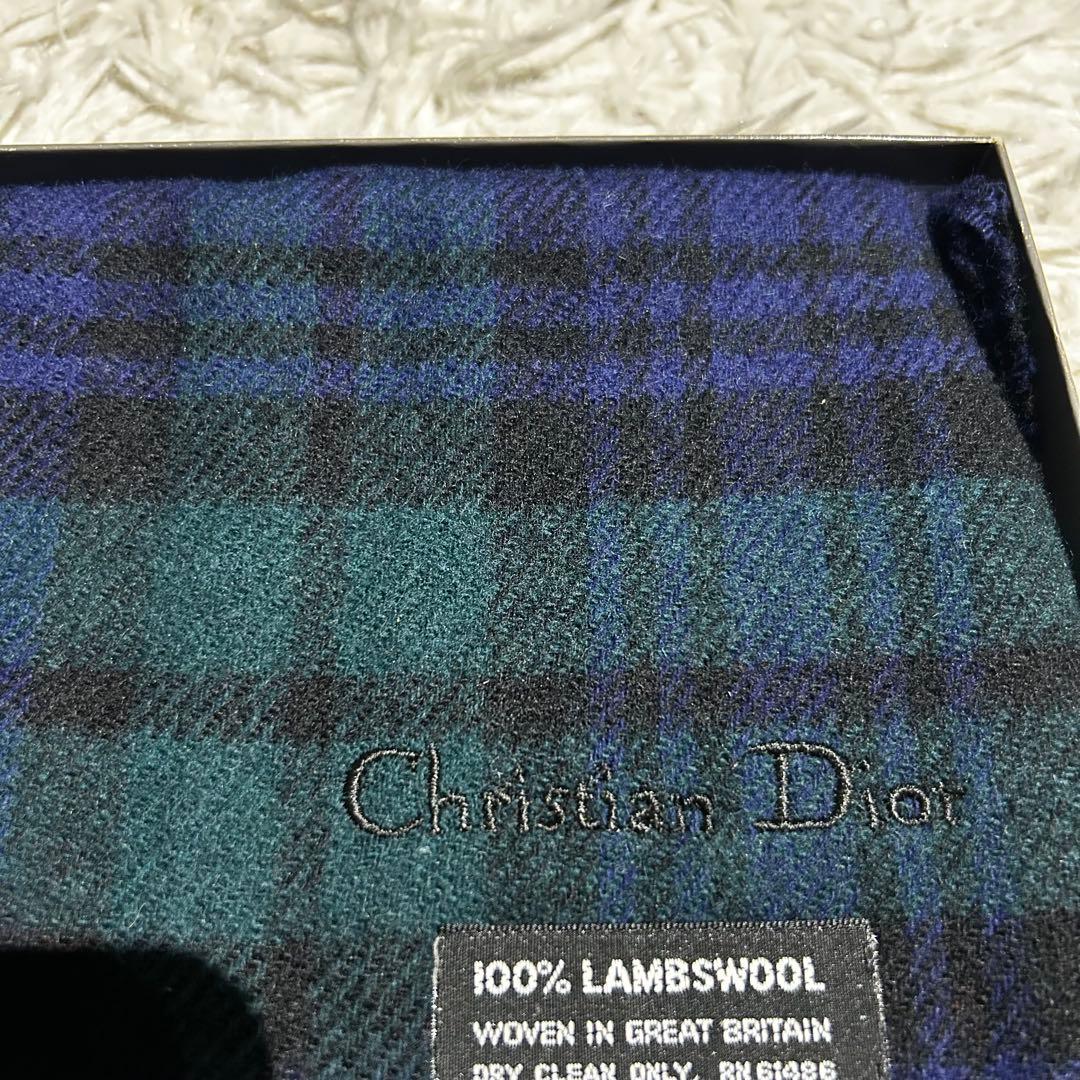 Christian Dior
100% LAMBSWOOL
WOVEN IN GREAT BRITAIN
DRY CLEAN ONLY. RN 61486